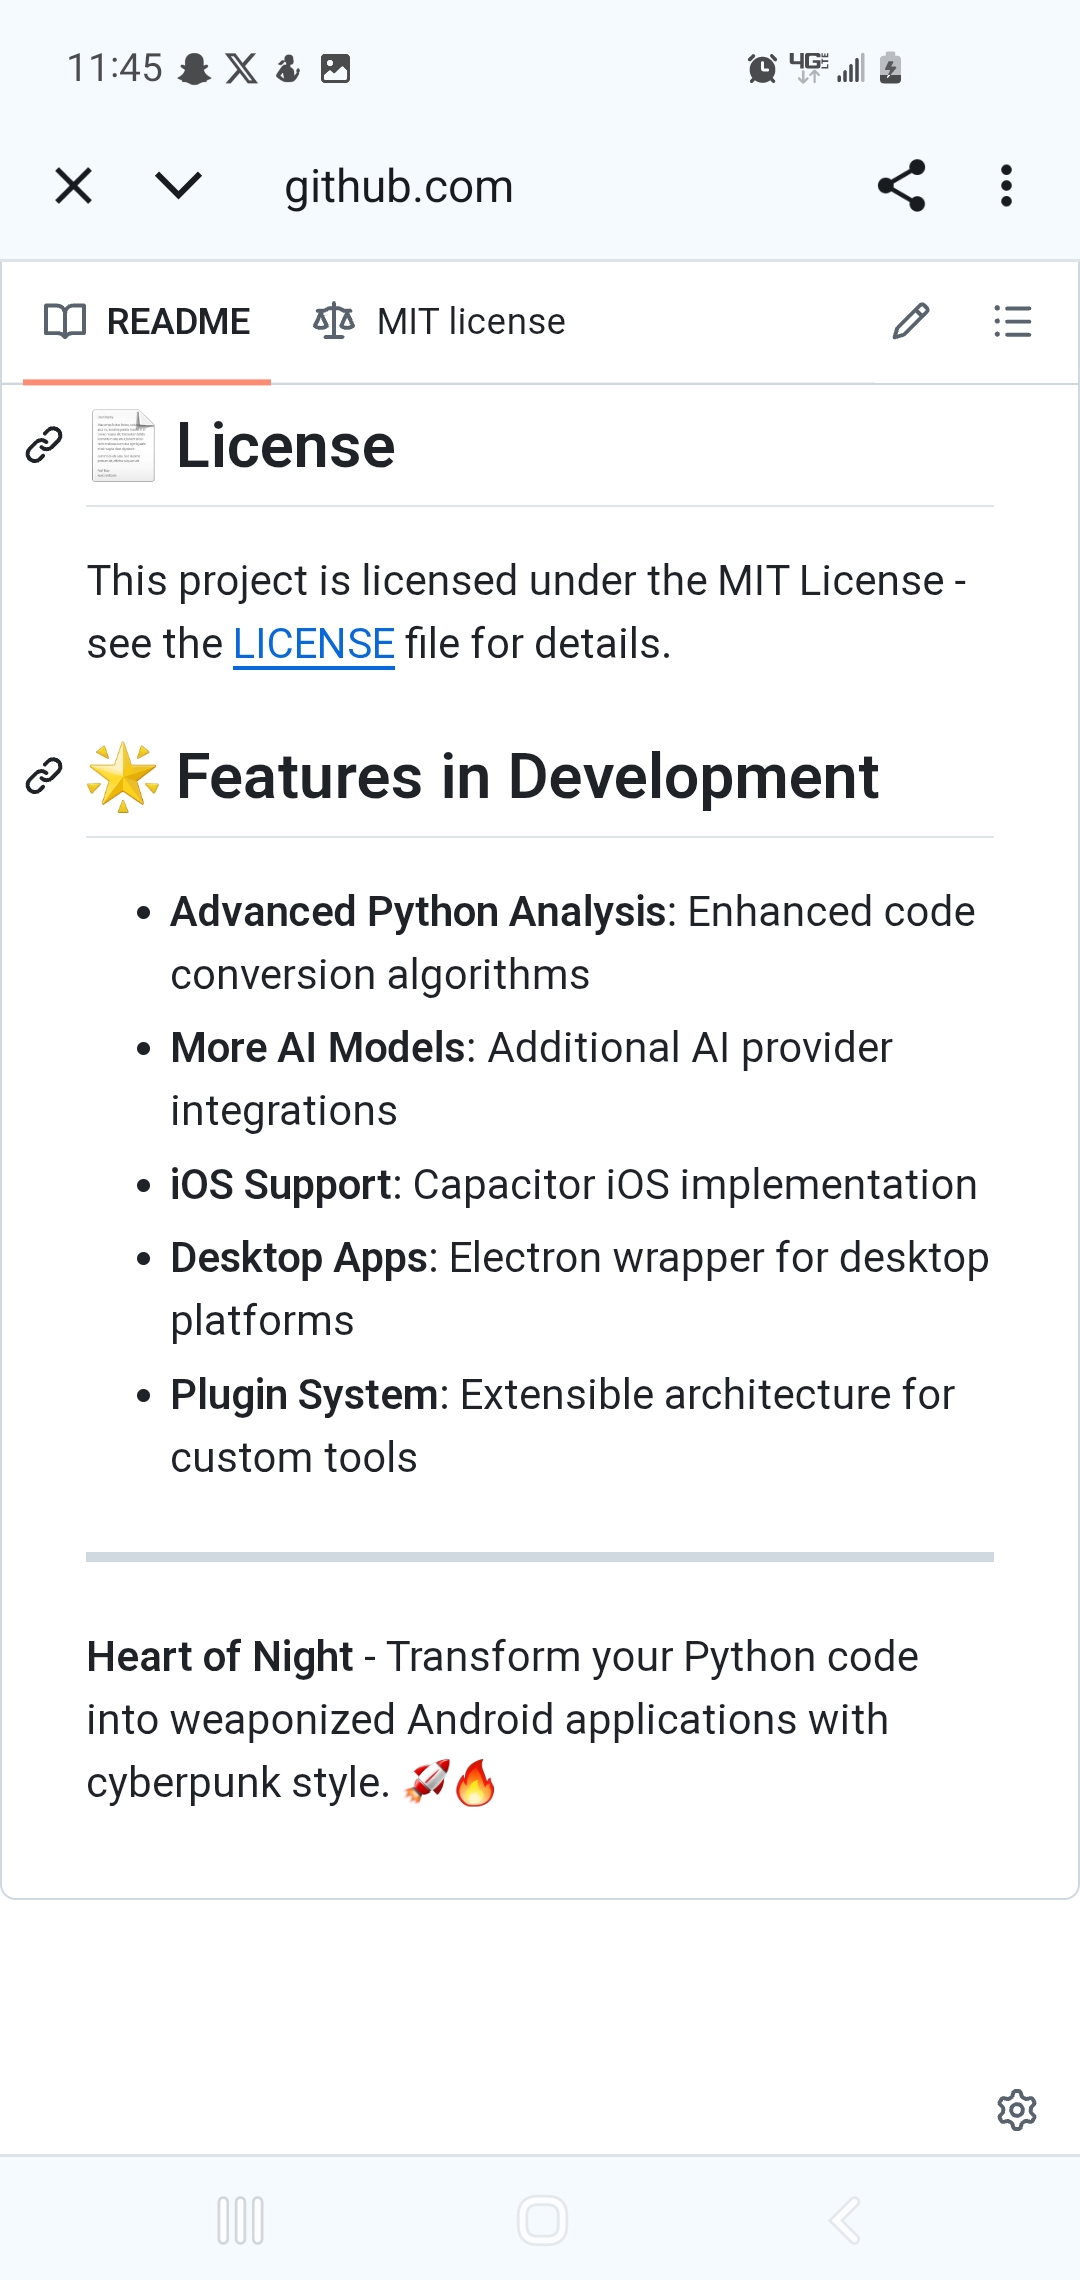 11:45
4G LTE
github.com
README
MIT license
License
This project is licensed under the MIT License -
see the LICENSE file for details.
🌟 Features in Development
• Advanced Python Analysis: Enhanced code
conversion algorithms
• More AI Models: Additional AI provider
integrations
• iOS Support: Capacitor iOS implementation
• Desktop Apps: Electron wrapper for desktop
platforms
• Plugin System: Extensible architecture for
custom tools
Heart of Night - Transform your Python code
into weaponized Android applications with
cyberpunk style. 🚀🔥